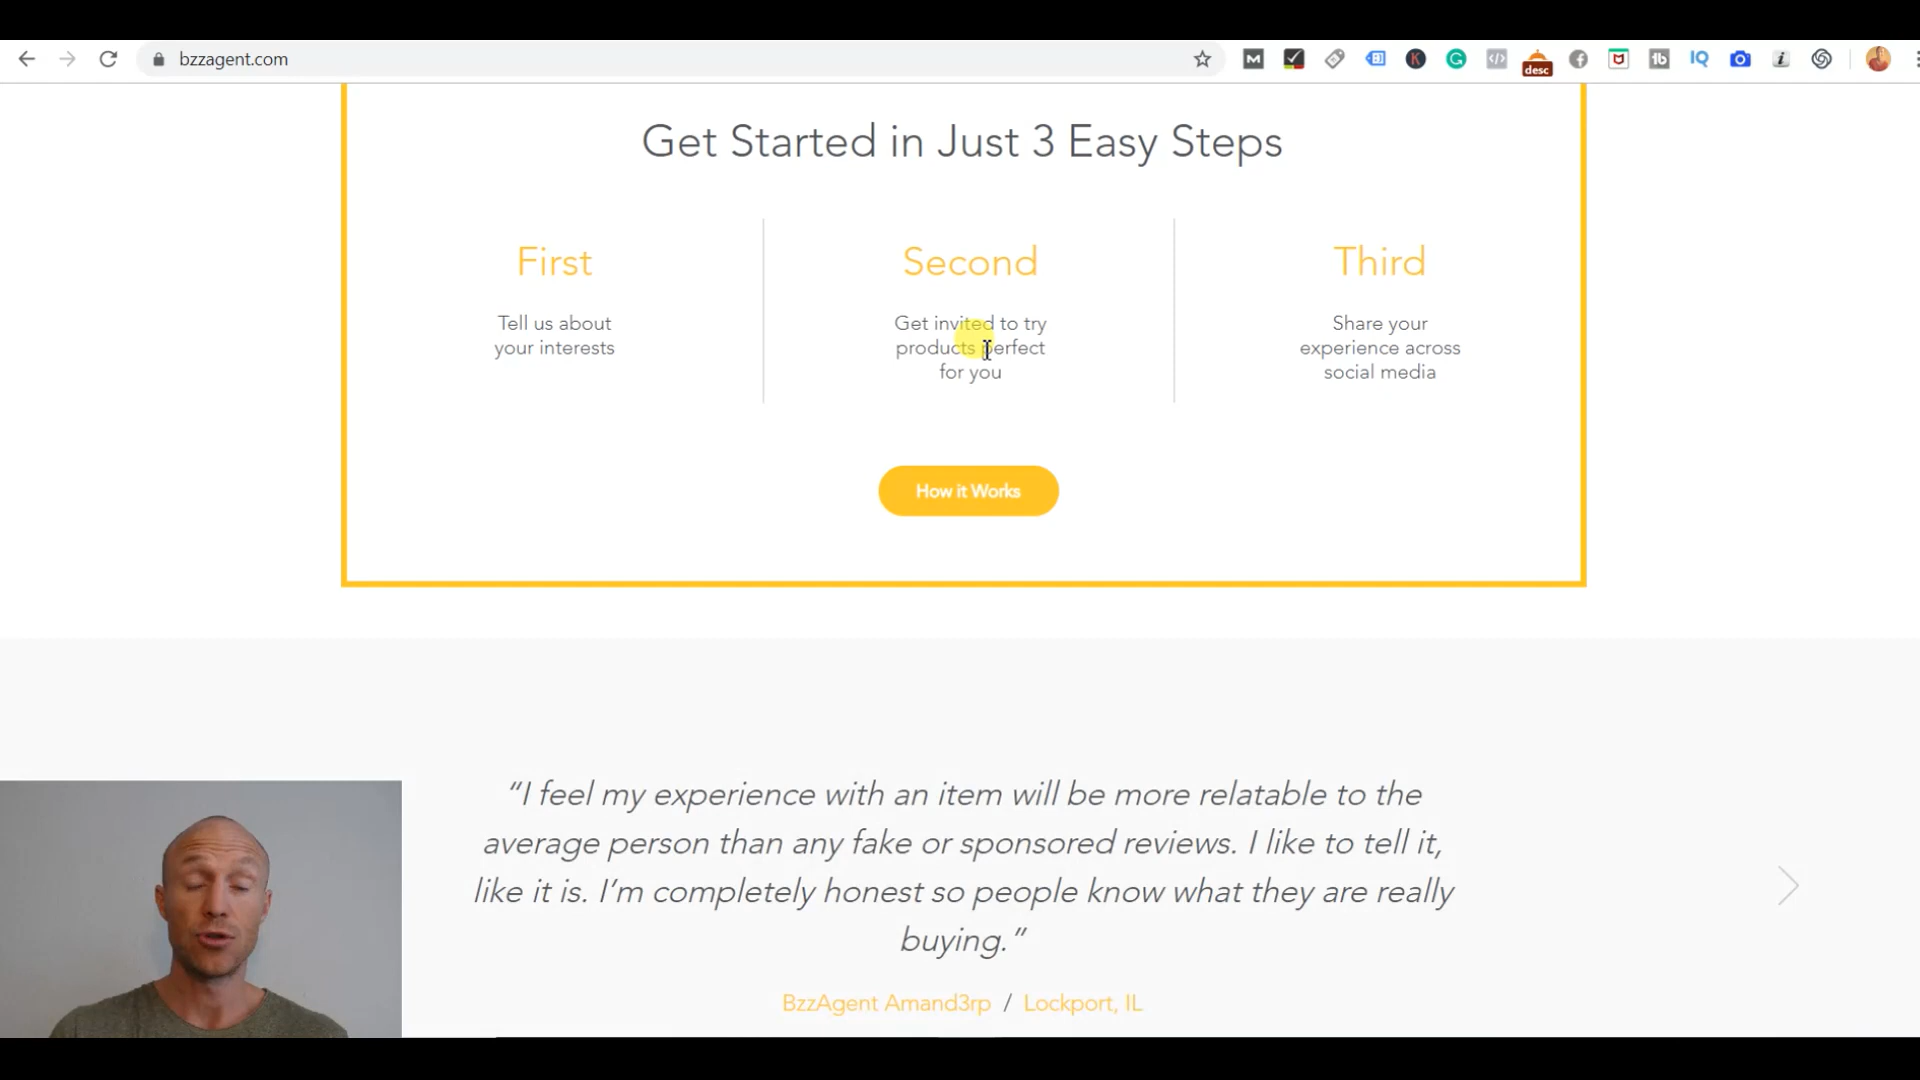 bzzagent.com
desc
Get Started in Just 3 Easy Steps
First
Second
Third
Tell us about
your interests
Get invited to try
products perfect
for you
Share your
experience across
social media
How it Works
“I feel my experience with an item will be more relatable to the
average person than any fake or sponsored reviews. I like to tell it,
like it is. I’m completely honest so people know what they are really
buying.”
BzzAgent Amand3rp / Lockport, IL